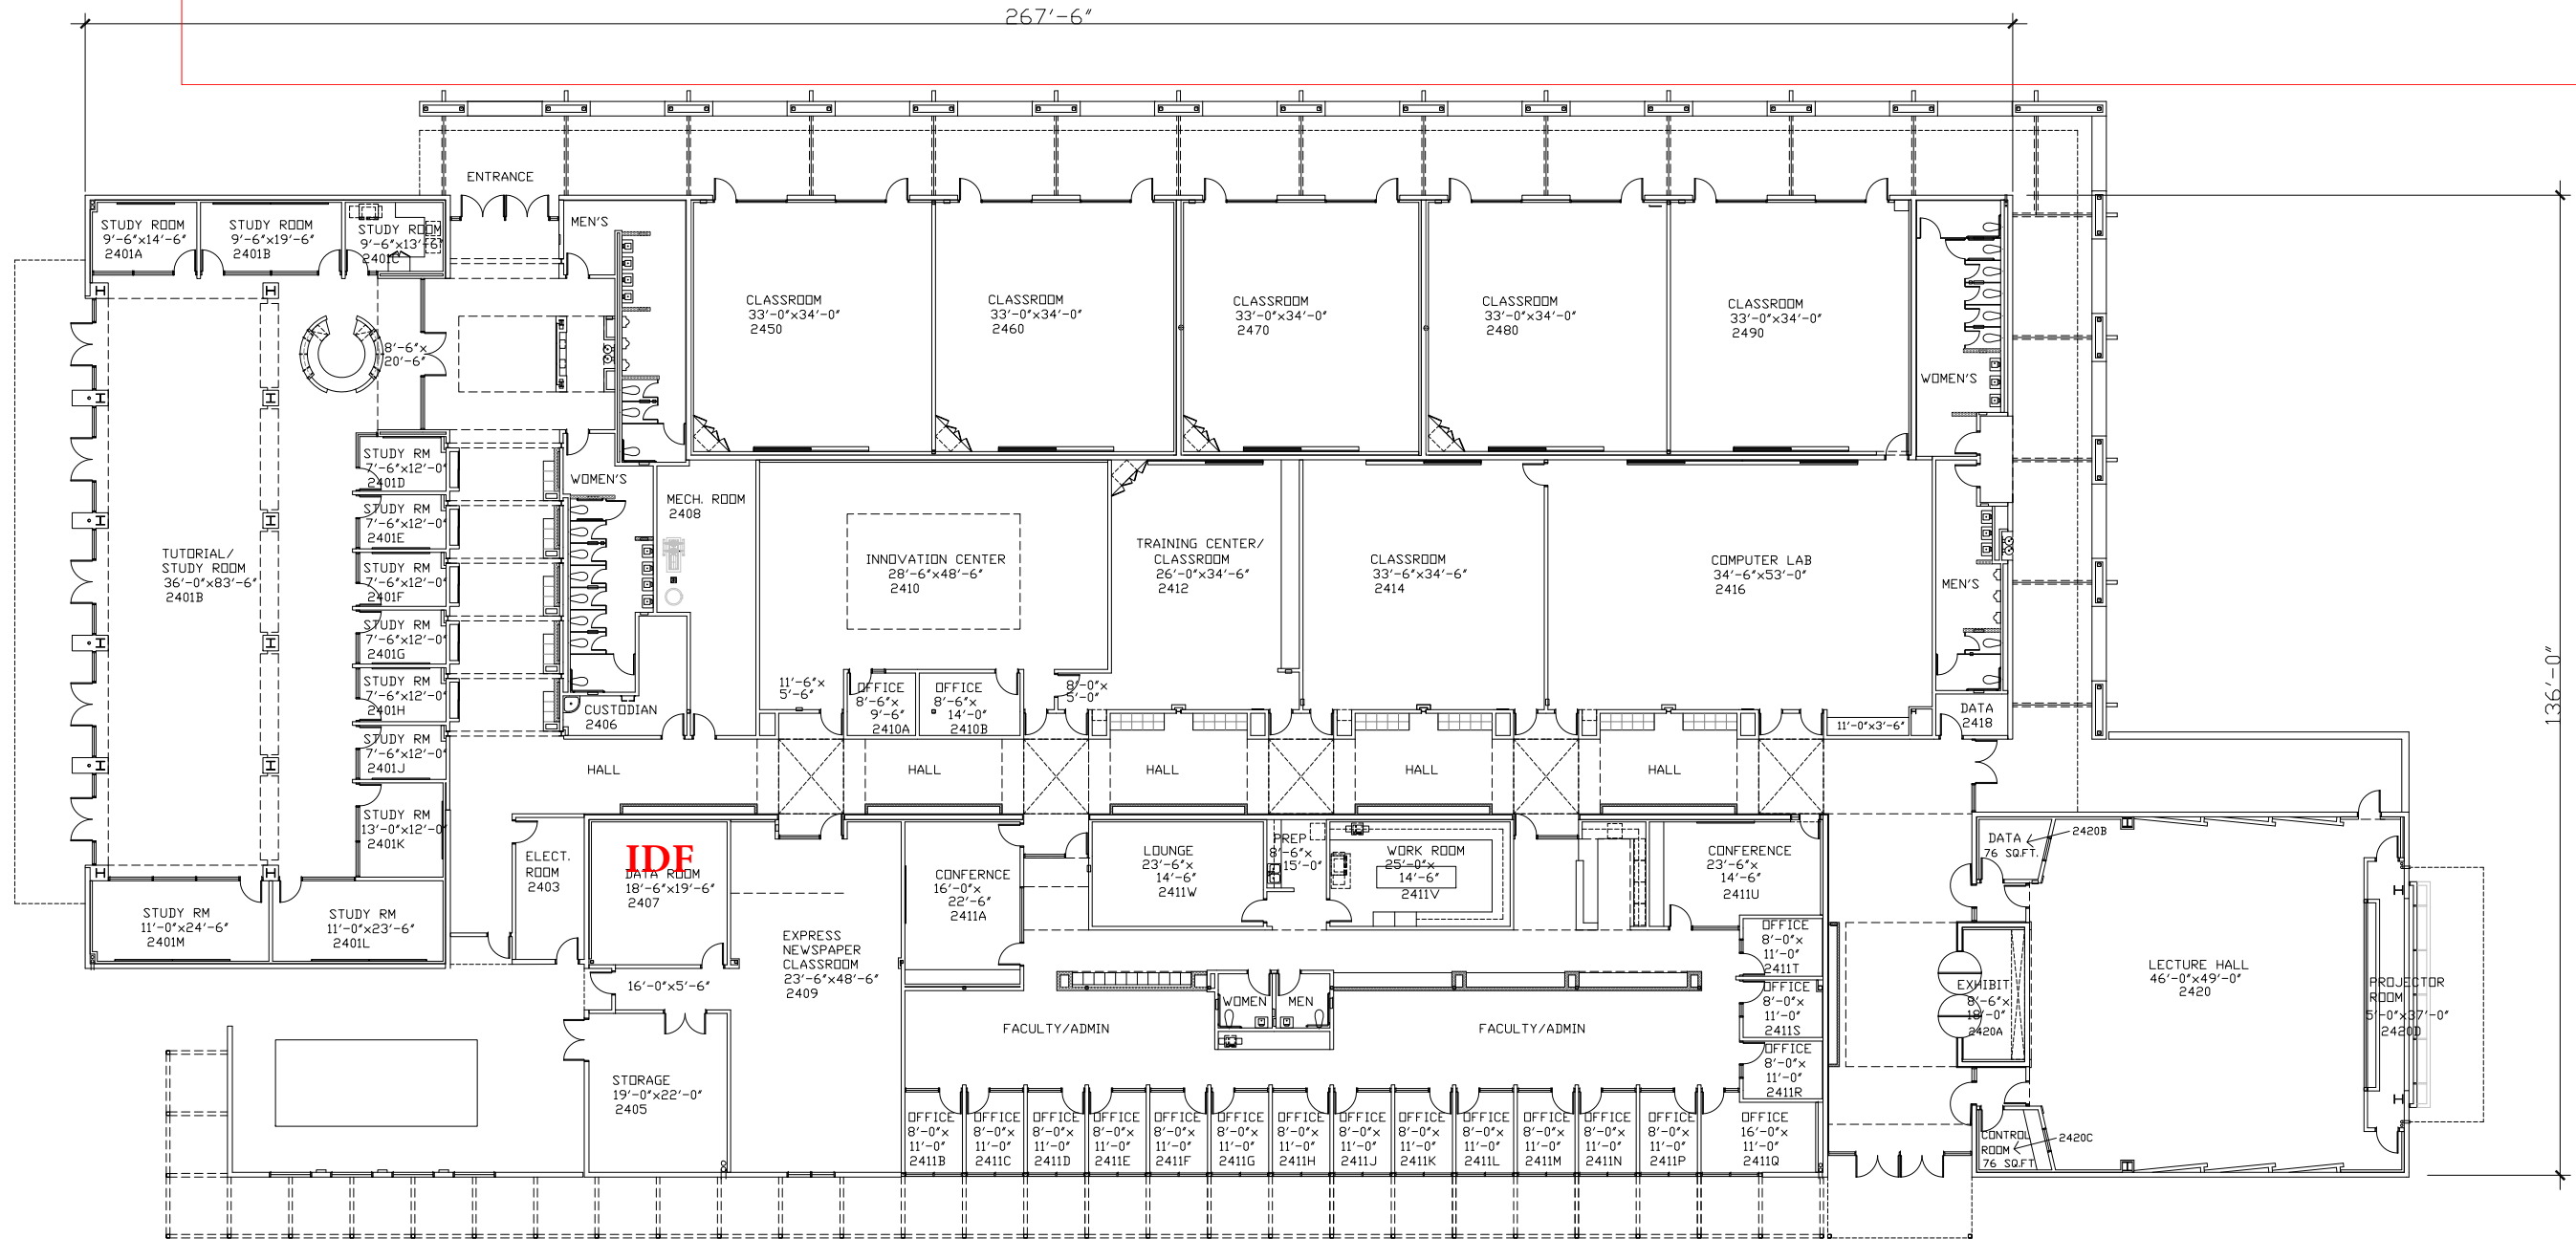 267'-6"
ENTRANCE
STUDY ROOM
9'-6"x14'-6"
2401A
STUDY ROOM
9'-6"x19'-6"
2401B
STUDY ROOM
9'-6"x13'-6"
2401C
MEN'S
CLASSROOM
33'-0"x34'-0"
2450
CLASSROOM
33'-0"x34'-0"
2460
CLASSROOM
33'-0"x34'-0"
2470
CLASSROOM
33'-0"x34'-0"
2480
CLASSROOM
33'-0"x34'-0"
2490
WOMEN'S
8'-6"x
20'-6"
STUDY RM
7'-6"x12'-0"
2401D
STUDY RM
7'-6"x12'-0"
2401E
STUDY RM
7'-6"x12'-0"
2401F
STUDY RM
7'-6"x12'-0"
2401G
STUDY RM
7'-6"x12'-0"
2401H
STUDY RM
7'-6"x12'-0"
2401J
STUDY RM
13'-0"x12'-0"
2401K
TUTORIAL/
STUDY ROOM
36'-0"x83'-6"
2401B
WOMEN'S
MECH. ROOM
2408
INNOVATION CENTER
28'-6"x48'-6"
2410
TRAINING CENTER/
CLASSROOM
26'-0"x34'-6"
2412
CLASSROOM
33'-6"x34'-6"
2414
COMPUTER LAB
34'-6"x53'-0"
2416
MEN'S
136'-0"
CUSTODIAN
2406
11'-6"x
5'-6"
OFFICE
8'-6"x
9'-6"
2410A
OFFICE
8'-6"x
14'-0"
2410B
8'-0"x
5'-0"
11'-0"x3'-6"
DATA
2418
HALL
HALL
HALL
HALL
HALL
ELECT.
ROOM
2403
IDF
DATA ROOM
18'-6"x19'-6"
2407
CONFERNCE
16'-0"x
22'-6"
2411A
LOUNGE
23'-6"x
14'-6"
2411W
PREP
8'-6"x
15'-0"
WORK ROOM
25'-0"x
14'-6"
2411V
CONFERENCE
23'-6"x
14'-6"
2411U
DATA
76 SQ.FT.
2420B
STUDY RM
11'-0"x24'-6"
2401M
STUDY RM
11'-0"x23'-6"
2401L
EXPRESS
NEWSPAPER
CLASSROOM
23'-6"x48'-6"
2409
16'-0"x5'-6"
OFFICE
8'-0"x
11'-0"
2411T
OFFICE
8'-0"x
11'-0"
2411S
OFFICE
8'-0"x
11'-0"
2411R
WOMEN
MEN
FACULTY/ADMIN
FACULTY/ADMIN
EXHIBIT
8'-6"x
18'-0"
2420A
LECTURE HALL
46'-0"x49'-0"
2420
PROJECTOR
ROOM
5'-0"x37'-0"
2420D
STORAGE
19'-0"x22'-0"
2405
OFFICE
8'-0"x
11'-0"
2411B
OFFICE
8'-0"x
11'-0"
2411C
OFFICE
8'-0"x
11'-0"
2411D
OFFICE
8'-0"x
11'-0"
2411E
OFFICE
8'-0"x
11'-0"
2411F
OFFICE
8'-0"x
11'-0"
2411G
OFFICE
8'-0"x
11'-0"
2411H
OFFICE
8'-0"x
11'-0"
2411J
OFFICE
8'-0"x
11'-0"
2411K
OFFICE
8'-0"x
11'-0"
2411L
OFFICE
8'-0"x
11'-0"
2411M
OFFICE
8'-0"x
11'-0"
2411N
OFFICE
8'-0"x
11'-0"
2411P
OFFICE
16'-0"x
11'-0"
2411Q
CONTROL
ROOM
76 SQ.FT
2420C